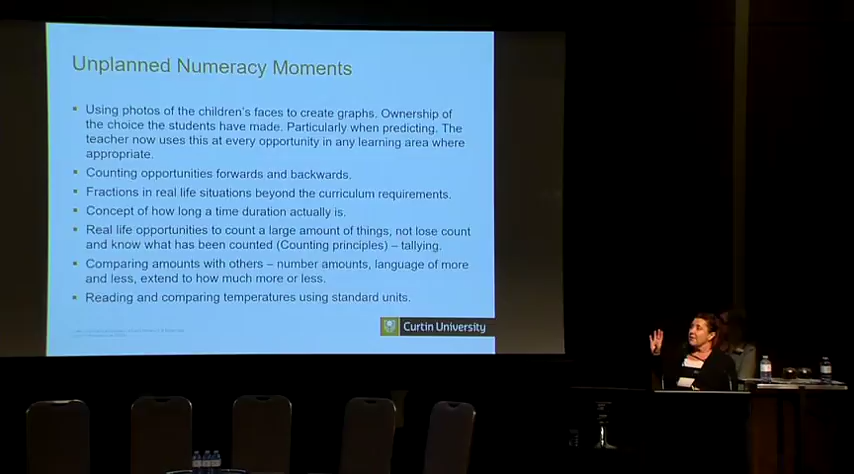 Unplanned Numeracy Moments
Using photos of the children's faces to create graphs. Ownership of
the choice the students have made. Particularly when predicting. The
teacher now uses this at every opportunity in any learning area where
appropriate.
Counting opportunities forwards and backwards.
Fractions in real life situations beyond the curriculum requirements.
Concept of how long a time duration actually is.
Real life opportunities to count a large amount of things, not lose count
and know what has been counted (Counting principles) – tallying.
Comparing amounts with others – number amounts, language of more
and less, extend to how much more or less.
Reading and comparing temperatures using standard units.
Curtin University